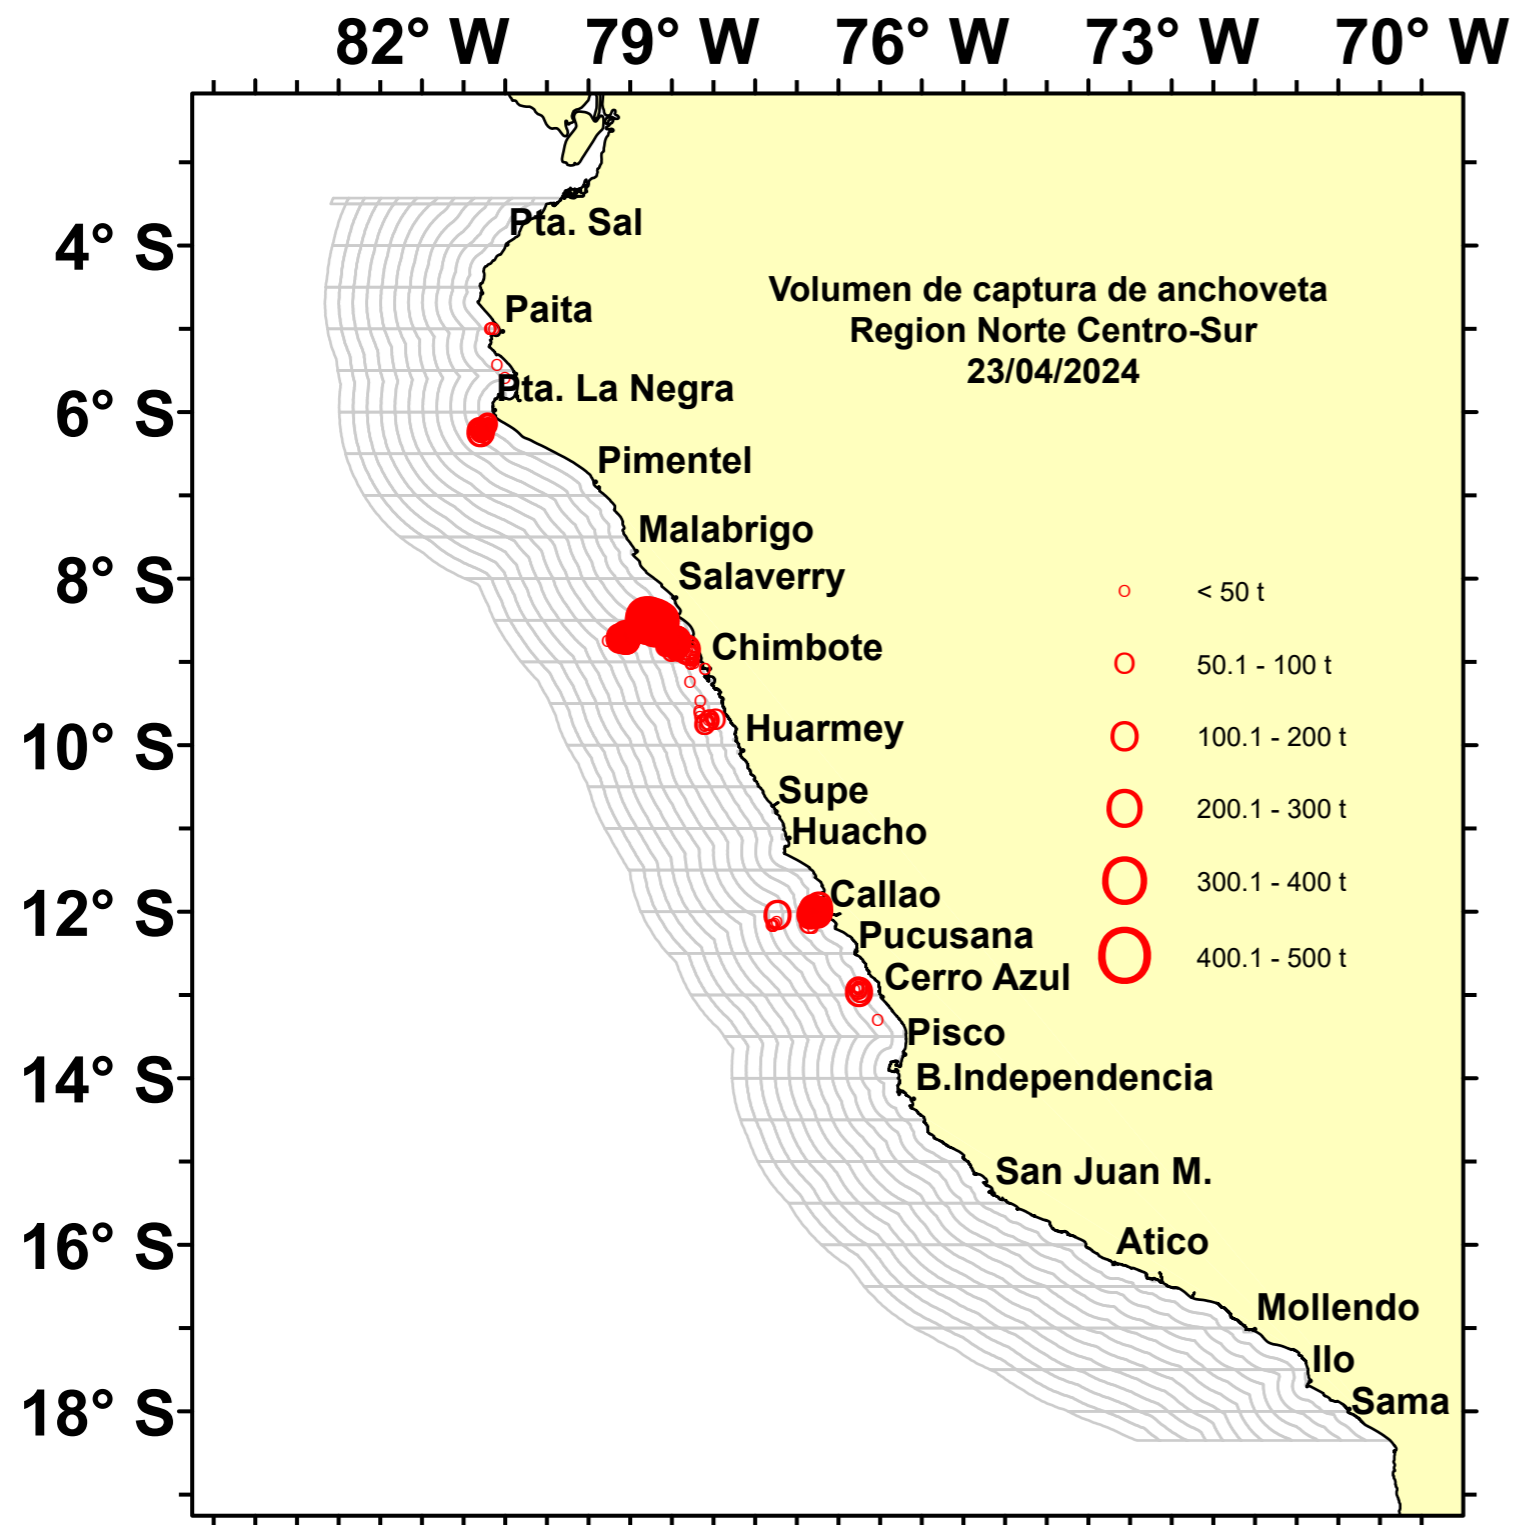 82° W 79° W 76° W 73° W 70° W
Pta. Sal
4° S
Volumen de captura de anchoveta
Paita
Region Norte Centro-Sur
23/04/2024
Pta. La Negra
6° S
Pimentel
Malabrigo
8° S
Salaverry
< 50 t
Chimbote
50.1 - 100 t
Huarmey
10° S
100.1 - 200 t
Supe
200.1 - 300 t
Huacho
300.1 - 400 t
Callao
12° S
Pucusana
400.1 - 500 t
Cerro Azul
Pisco
14° S
B.Independencia
San Juan M.
Atico
16° S
Mollendo
Ilo
Sama
18° S